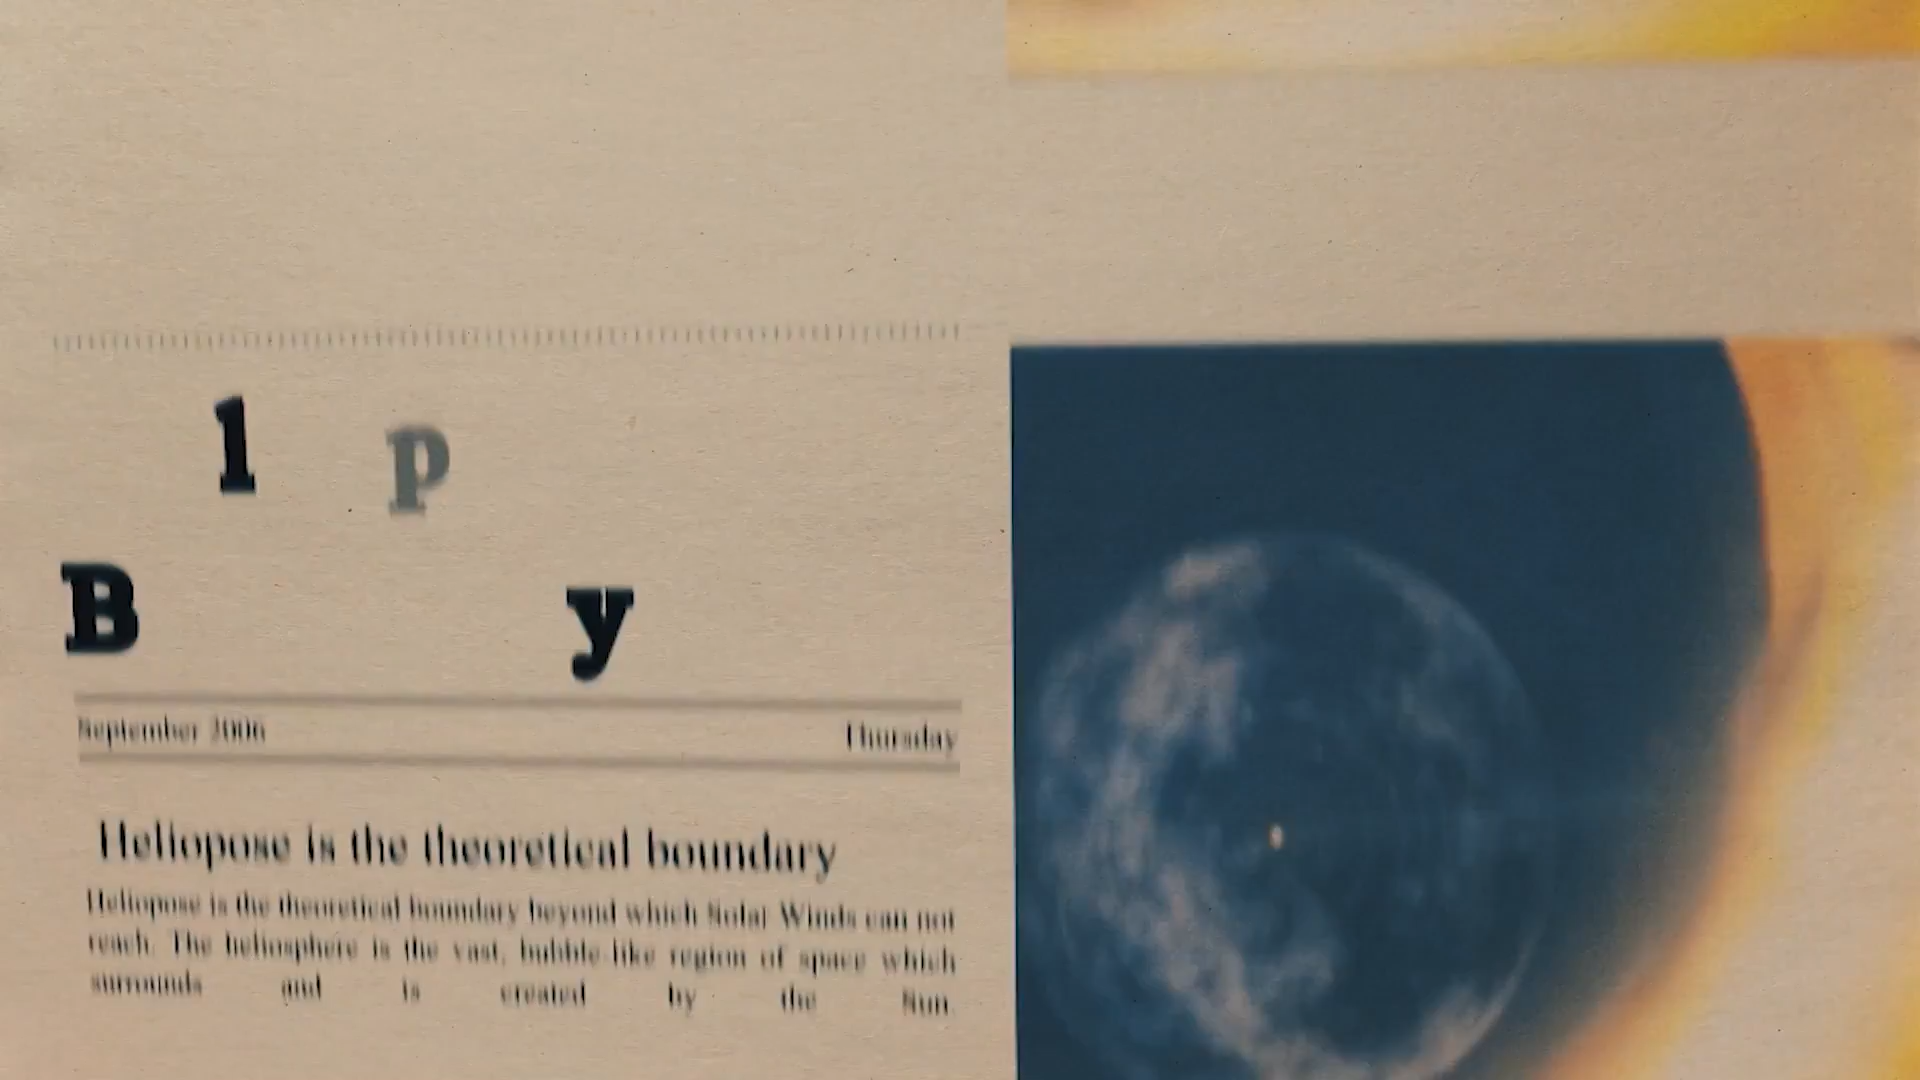 l p
B y
September 2006 Thursday
Heliopose is the theoretical boundary
Heliopose is the theoretical boundary beyond which Solar Winds can not
reach. The heliosphere is the vast, bubble-like region of space which
surrounds and is created by the Sun.